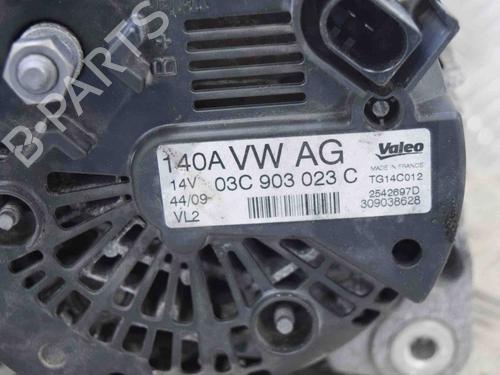 B-PARTS
B+
140A VW AG
Valeo
MADE IN FRANCE
14V 03C 903 023 C
TG14C012
44/09
2542697D
VL2
309038628